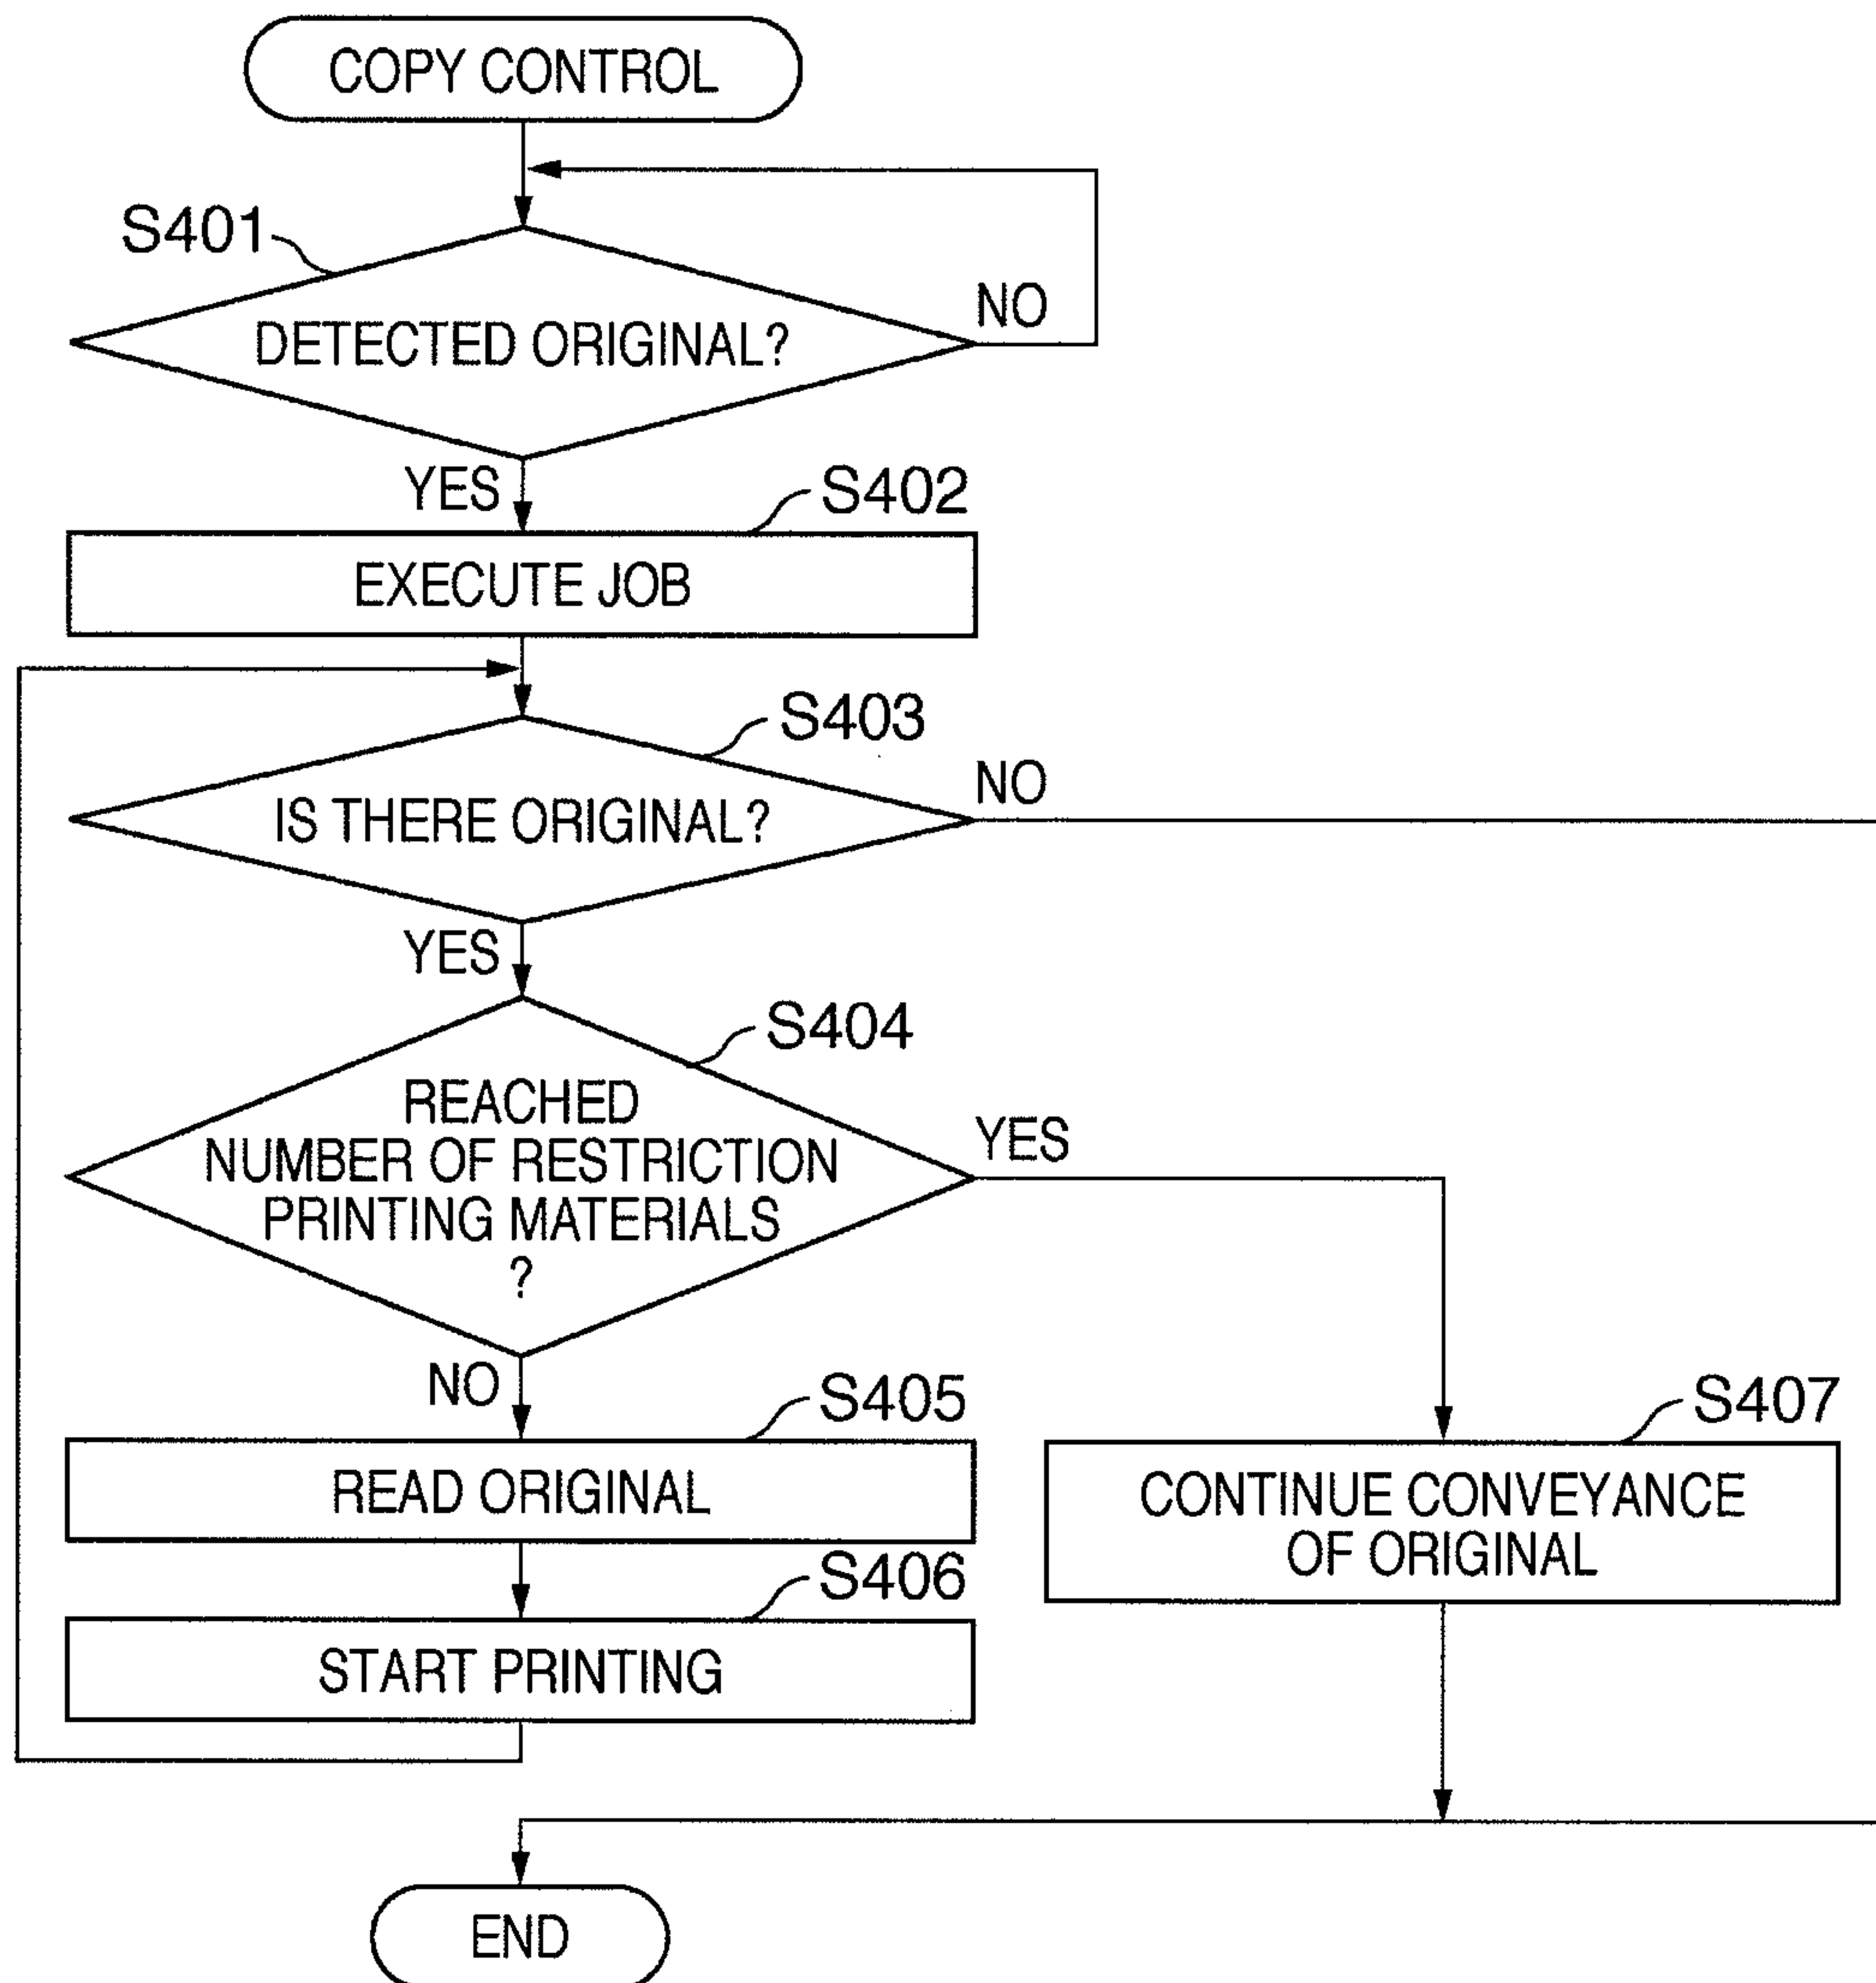 COPY CONTROL
S401
DETECTED ORIGINAL?
NO
YES
S402
EXECUTE JOB
S403
IS THERE ORIGINAL?
NO
YES
S404
REACHED
NUMBER OF RESTRICTION
PRINTING MATERIALS
?
YES
NO
S405
READ ORIGINAL
S407
CONTINUE CONVEYANCE
OF ORIGINAL
S406
START PRINTING
END